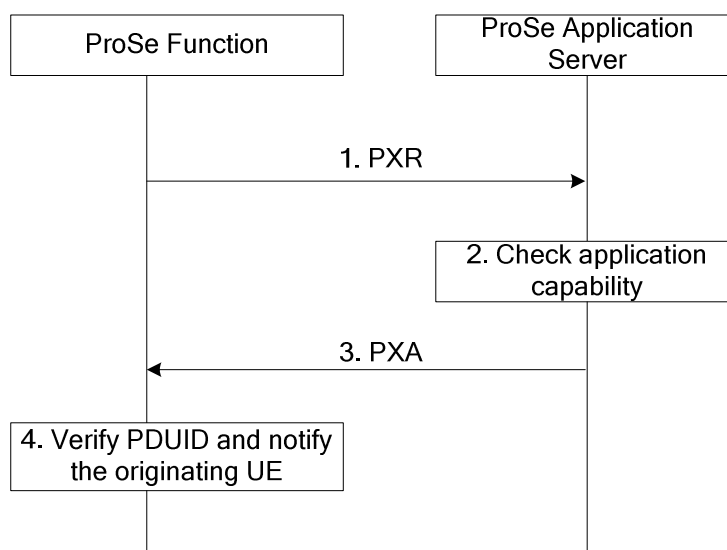 ProSe Function
ProSe Application
Server
1. PXR
2. Check application
capability
3. PXA
4. Verify PDUID and notify
the originating UE